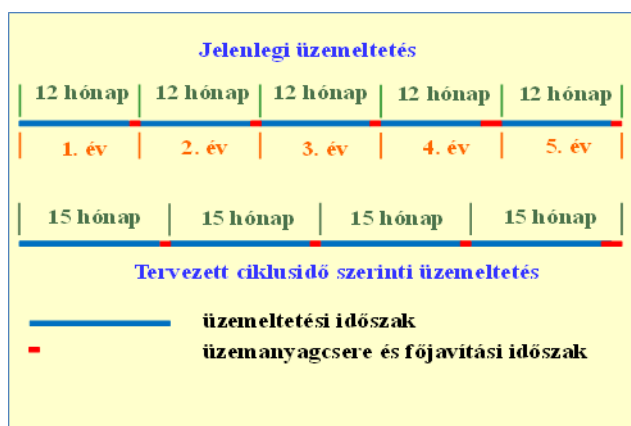 Jelenlegi üzemeltetés
12 hónap 12 hónap 12 hónap 12 hónap 12 hónap
1. év 2. év 3. év 4. év 5. év
15 hónap 15 hónap 15 hónap 15 hónap
Tervezett ciklusidő szerinti üzemeltetés
üzemeltetési időszak
üzemanyagcsere és főjavítási időszak